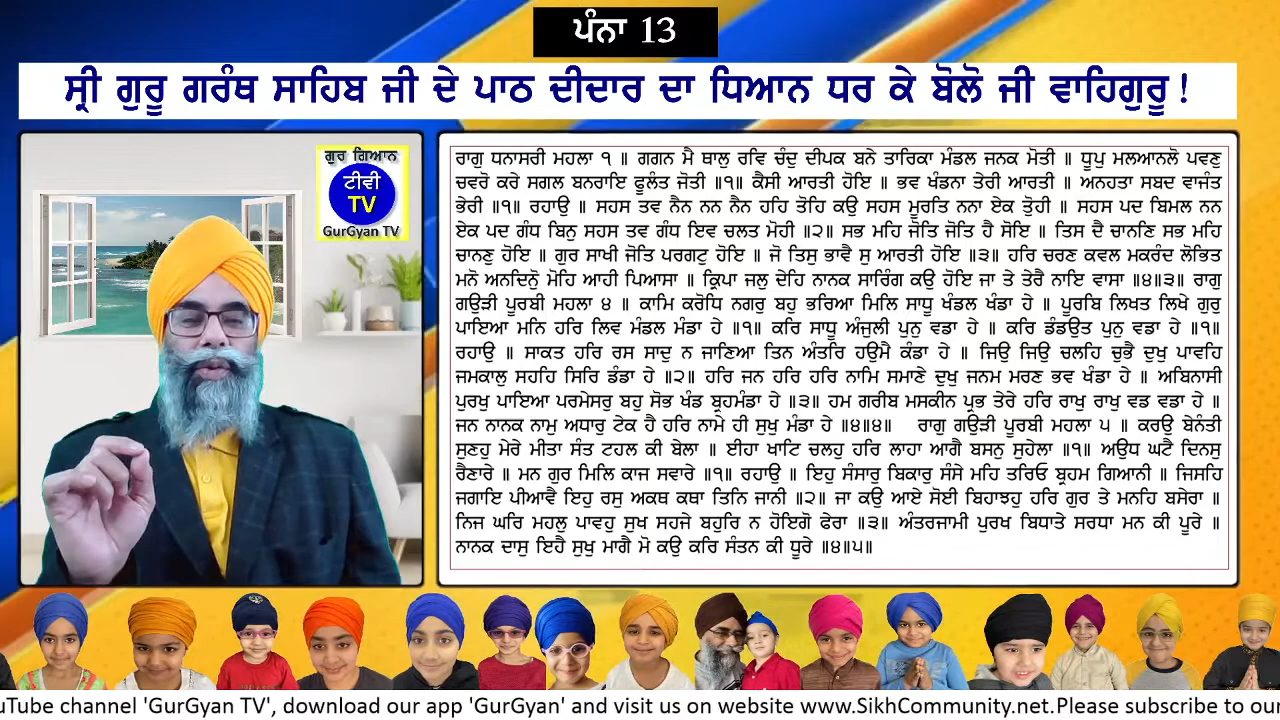 ਪੰਨਾ 13
ਸ੍ਰੀ ਗੁਰੂ ਗਰੰਥ ਸਾਹਿਬ ਜੀ ਦੇ ਪਾਠ ਦੀਦਾਰ ਦਾ ਧਿਆਨ ਧਰ ਕੇ ਬੋਲੋ ਜੀ ਵਾਹਿਗੁਰੂ!
ਗੁਰ ਗਿਆਨ
ਟੀਵੀ
TV
GurGyan TV
ਰਾਗੁ ਧਨਾਸਰੀ ਮਹਲਾ ੧ ॥ ਗਗਨ ਮੈ ਥਾਲੁ ਰਵਿ ਚੰਦੁ ਦੀਪਕ ਬਨੇ ਤਾਰਿਕਾ ਮੰਡਲ ਜਨਕ ਮੋਤੀ ॥ ਧੂਪੁ ਮਲਆਨਲੋ ਪਵਣੁ
ਚਵਰੋ ਕਰੇ ਸਗਲ ਬਨਰਾਇ ਫੂਲੰਤ ਜੋਤੀ ॥੧॥ ਕੈਸੀ ਆਰਤੀ ਹੋਇ ॥ ਭਵ ਖੰਡਨਾ ਤੇਰੀ ਆਰਤੀ ॥ ਅਨਹਤਾ ਸਬਦ ਵਾਜੰਤ
ਭੇਰੀ ॥੧॥ ਰਹਾਉ ॥ ਸਹਸ ਤਵ ਨੈਨ ਨਨ ਨੈਨ ਹਹਿ ਤੋਹਿ ਕਉ ਸਹਸ ਮੂਰਤਿ ਨਨਾ ਏਕ ਤੋੁਹੀ ॥ ਸਹਸ ਪਦ ਬਿਮਲ ਨਨ
ਏਕ ਪਦ ਗੰਧ ਬਿਨੁ ਸਹਸ ਤਵ ਗੰਧ ਇਵ ਚਲਤ ਮੋਹੀ ॥੨॥ ਸਭ ਮਹਿ ਜੋਤਿ ਜੋਤਿ ਹੈ ਸੋਇ ॥ ਤਿਸ ਦੈ ਚਾਨਣਿ ਸਭ ਮਹਿ
ਚਾਨਣੁ ਹੋਇ ॥ ਗੁਰ ਸਾਖੀ ਜੋਤਿ ਪਰਗਟੁ ਹੋਇ ॥ ਜੋ ਤਿਸੁ ਭਾਵੈ ਸੁ ਆਰਤੀ ਹੋਇ ॥੩॥ ਹਰਿ ਚਰਣ ਕਵਲ ਮਕਰੰਦ ਲੋਭਿਤ
ਮਨੋ ਅਨਦਿਨੋੁ ਮੋਹਿ ਆਹੀ ਪਿਆਸਾ ॥ ਕ੍ਰਿਪਾ ਜਲੁ ਦੇਹਿ ਨਾਨਕ ਸਾਰਿੰਗ ਕਉ ਹੋਇ ਜਾ ਤੇ ਤੇਰੈ ਨਾਇ ਵਾਸਾ ॥੪॥੩॥ ਰਾਗੁ
ਗਉੜੀ ਪੂਰਬੀ ਮਹਲਾ ੪ ॥ ਕਾਮਿ ਕਰੋਧਿ ਨਗਰੁ ਬਹੁ ਭਰਿਆ ਮਿਲਿ ਸਾਧੂ ਖੰਡਲ ਖੰਡਾ ਹੇ ॥ ਪੂਰਬਿ ਲਿਖਤ ਲਿਖੇ ਗੁਰੁ
ਪਾਇਆ ਮਨਿ ਹਰਿ ਲਿਵ ਮੰਡਲ ਮੰਡਾ ਹੇ ॥੧॥ ਕਰਿ ਸਾਧੂ ਅੰਜੁਲੀ ਪੁਨੁ ਵਡਾ ਹੇ ॥ ਕਰਿ ਡੰਡਉਤ ਪੁਨੁ ਵਡਾ ਹੇ ॥੧॥
ਰਹਾਉ ॥ ਸਾਕਤ ਹਰਿ ਰਸ ਸਾਦੁ ਨ ਜਾਣਿਆ ਤਿਨ ਅੰਤਰਿ ਹਉਮੈ ਕੰਡਾ ਹੇ ॥ ਜਿਉ ਜਿਉ ਚਲਹਿ ਚੁਭੈ ਦੁਖੁ ਪਾਵਹਿ
ਜਮਕਾਲੁ ਸਹਹਿ ਸਿਰਿ ਡੰਡਾ ਹੇ ॥੨॥ ਹਰਿ ਜਨ ਹਰਿ ਹਰਿ ਨਾਮਿ ਸਮਾਣੇ ਦੁਖੁ ਜਨਮ ਮਰਣ ਭਵ ਖੰਡਾ ਹੇ ॥ ਅਬਿਨਾਸੀ
ਪੁਰਖੁ ਪਾਇਆ ਪਰਮੇਸਰੁ ਬਹੁ ਸੋਭ ਖੰਡ ਬ੍ਰਹਮੰਡਾ ਹੇ ॥੩॥ ਹਮ ਗਰੀਬ ਮਸਕੀਨ ਪ੍ਰਭ ਤੇਰੇ ਹਰਿ ਰਾਖੁ ਰਾਖੁ ਵਡ ਵਡਾ ਹੇ ॥
ਜਨ ਨਾਨਕ ਨਾਮੁ ਅਧਾਰੁ ਟੇਕ ਹੈ ਹਰਿ ਨਾਮੇ ਹੀ ਸੁਖੁ ਮੰਡਾ ਹੇ ॥੪॥੪॥ ਰਾਗੁ ਗਉੜੀ ਪੂਰਬੀ ਮਹਲਾ ੫ ॥ ਕਰਉ ਬੇਨੰਤੀ
ਸੁਣਹੁ ਮੇਰੇ ਮੀਤਾ ਸੰਤ ਟਹਲ ਕੀ ਬੇਲਾ ॥ ਈਹਾ ਖਾਟਿ ਚਲਹੁ ਹਰਿ ਲਾਹਾ ਆਗੈ ਬਸਨੁ ਸੁਹੇਲਾ ॥੧॥ ਅਉਧ ਘਟੈ ਦਿਨਸੁ
ਰੈਣਾਰੇ ॥ ਮਨ ਗੁਰ ਮਿਲਿ ਕਾਜ ਸਵਾਰੇ ॥੧॥ ਰਹਾਉ ॥ ਇਹੁ ਸੰਸਾਰੁ ਬਿਕਾਰੁ ਸੰਸੇ ਮਹਿ ਤਰਿਓ ਬ੍ਰਹਮ ਗਿਆਨੀ ॥ ਜਿਸਹਿ
ਜਗਾਇ ਪੀਆਵੈ ਇਹੁ ਰਸੁ ਅਕਥ ਕਥਾ ਤਿਨਿ ਜਾਨੀ ॥੨॥ ਜਾ ਕਉ ਆਏ ਸੋਈ ਬਿਹਾਝਹੁ ਹਰਿ ਗੁਰ ਤੇ ਮਨਹਿ ਬਸੇਰਾ ॥
ਨਿਜ ਘਰਿ ਮਹਲੁ ਪਾਵਹੁ ਸੁਖ ਸਹਜੇ ਬਹੁਰਿ ਨ ਹੋਇਗੋ ਫੇਰਾ ॥੩॥ ਅੰਤਰਜਾਮੀ ਪੁਰਖ ਬਿਧਾਤੇ ਸਰਧਾ ਮਨ ਕੀ ਪੂਰੇ ॥
ਨਾਨਕ ਦਾਸੁ ਇਹੈ ਸੁਖੁ ਮਾਗੈ ਮੋ ਕਉ ਕਰਿ ਸੰਤਨ ਕੀ ਧੂਰੇ ॥੪॥੫॥
uTube channel 'GurGyan TV', download our app 'GurGyan' and visit us on website www.SikhCommunity.net.Please subscribe to our